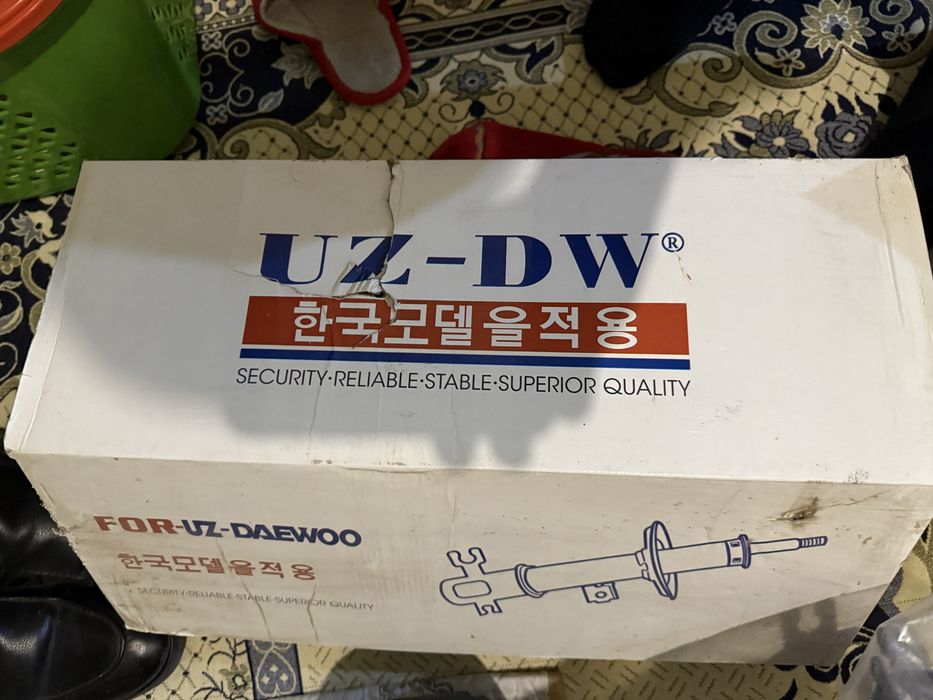 UZ-DW®
한국모델을적용
SECURITY·RELIABLE·STABLE·SUPERIOR QUALITY
FOR-UZ-DAEWOO
한국모델을적용
SECURITY·RELIABLE·STABLE·SUPERIOR QUALITY